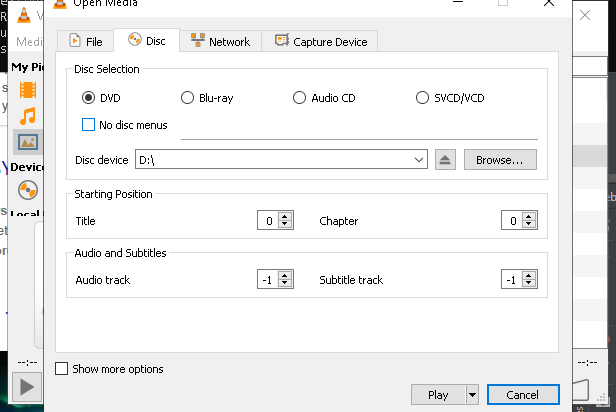 Open Media
V
Medi
File
Disc
Network
Capture Device
My Pi
Disc Selection
DVD
Blu-ray
Audio CD
SVCD/VCD
No disc menus
Device
Disc device
D:\
Browse...
Local
Starting Position
Title
0
Chapter
0
Audio and Subtitles
Audio track
-1
Subtitle track
-1
--:--
--:--
Show more options
Play
Cancel